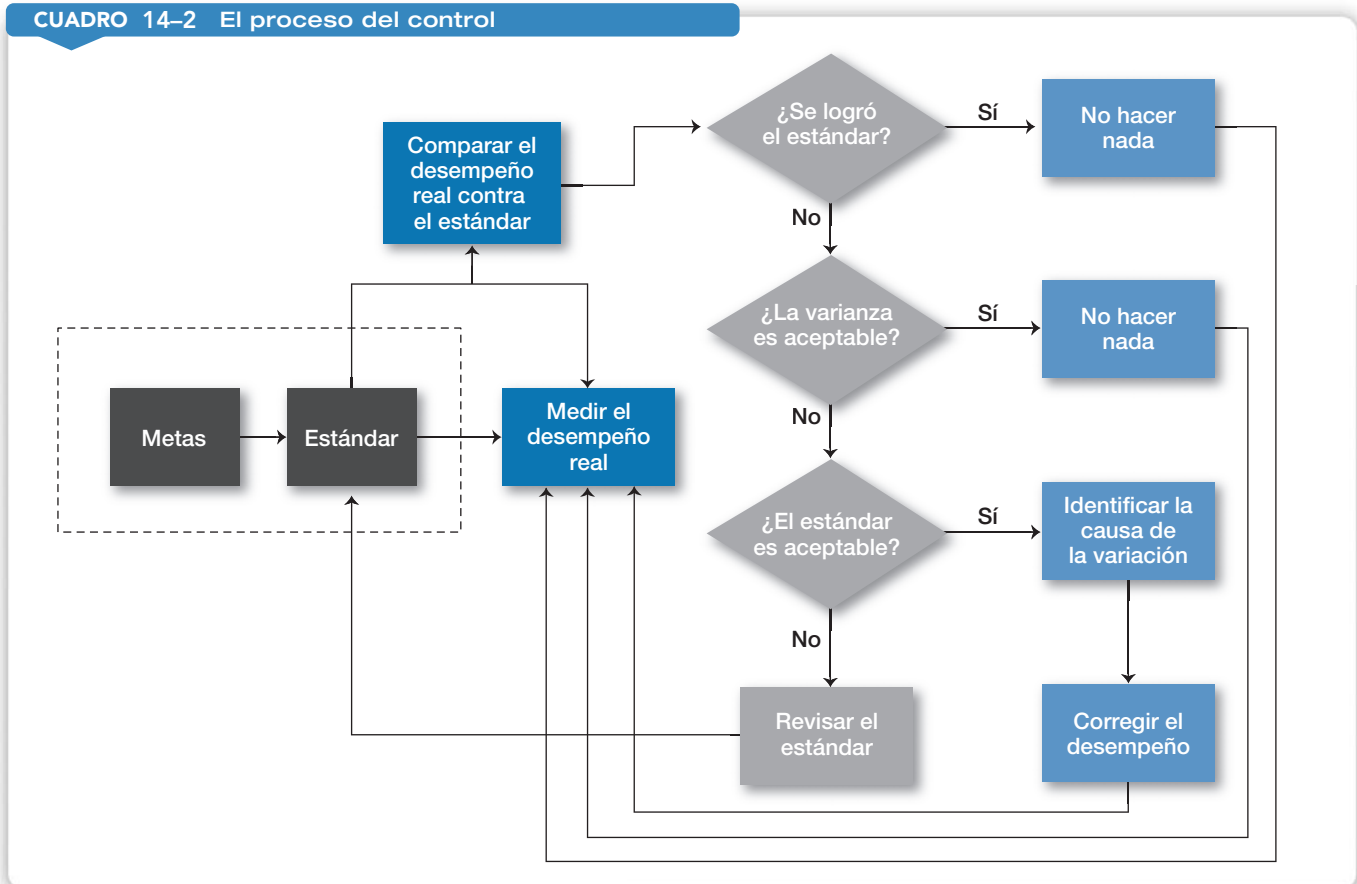 CUADRO 14–2 El proceso del control
¿Se logró
el estándar?
Sí
No hacer
nada
Comparar el
desempeño
real contra
el estándar
No
¿La varianza
es aceptable?
Sí
No hacer
nada
Metas
Estándar
Medir el
desempeño
real
No
¿El estándar
es aceptable?
Sí
Identificar la
causa de
la variación
No
Revisar el
estándar
Corregir el
desempeño